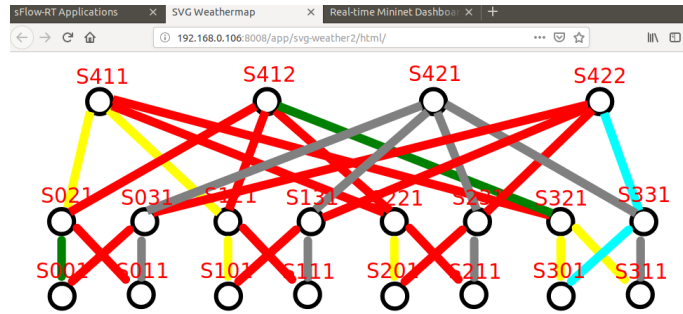 sFlow-RT Applications × SVG Weathermap × Real-time Mininet Dashboa × +
192.168.0.106:8008/app/svg-weather2/html/
S411 S412 S421 S422
S021 S031 S131 S321 S331
S001 S011 S101 S111 S201 S211 S301 S311